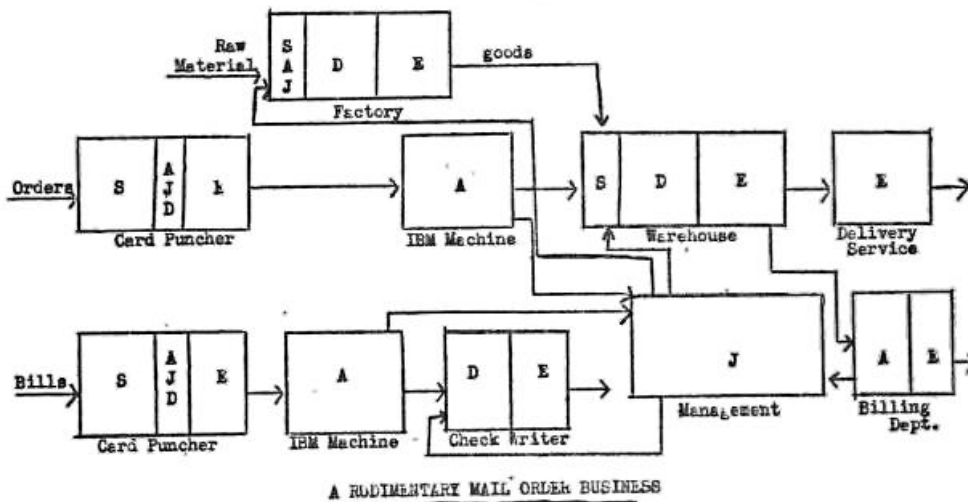 Raw
Material
S
A
J
D
E
goods
Factory
Orders
S
A
J
D
E
Card Puncher
A
IBM Machine
S
D
E
Warehouse
E
Delivery
Service
Bills
S
A
J
D
E
Card Puncher
A
IBM Machine
D
E
Check Writer
J
Management
A
E
Billing
Dept.
A RUDIMENTARY MAIL ORDER BUSINESS